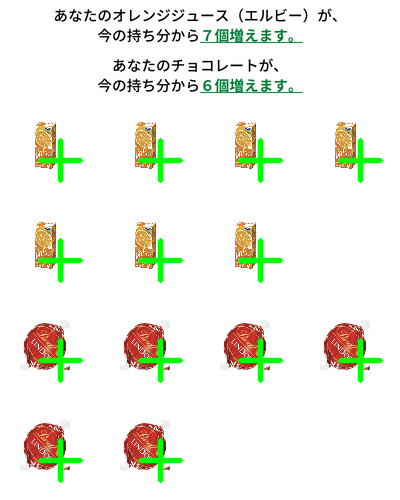 あなたのオレンジジュース（エルビー）が、
今の持ち分から７個増えます。
あなたのチョコレートが、
今の持ち分から６個増えます。